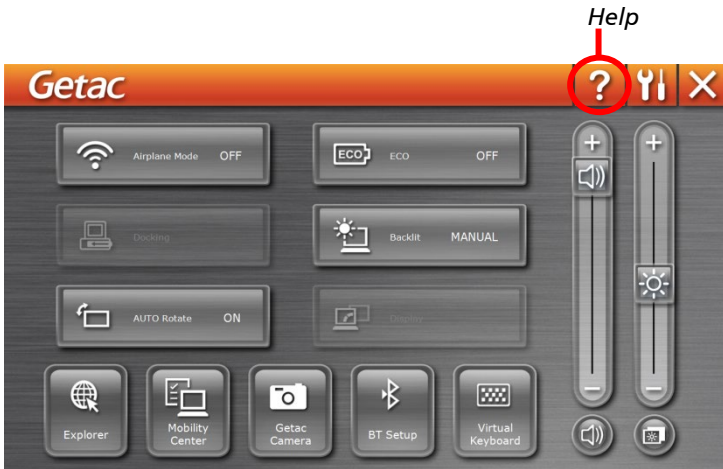 Help
Getac ?
Airplane Mode OFF
ECO ECO OFF
Docking
Backlit MANUAL
AUTO Rotate ON
Display
Explorer
Mobility
Center
Getac
Camera
BT Setup
Virtual
Keyboard